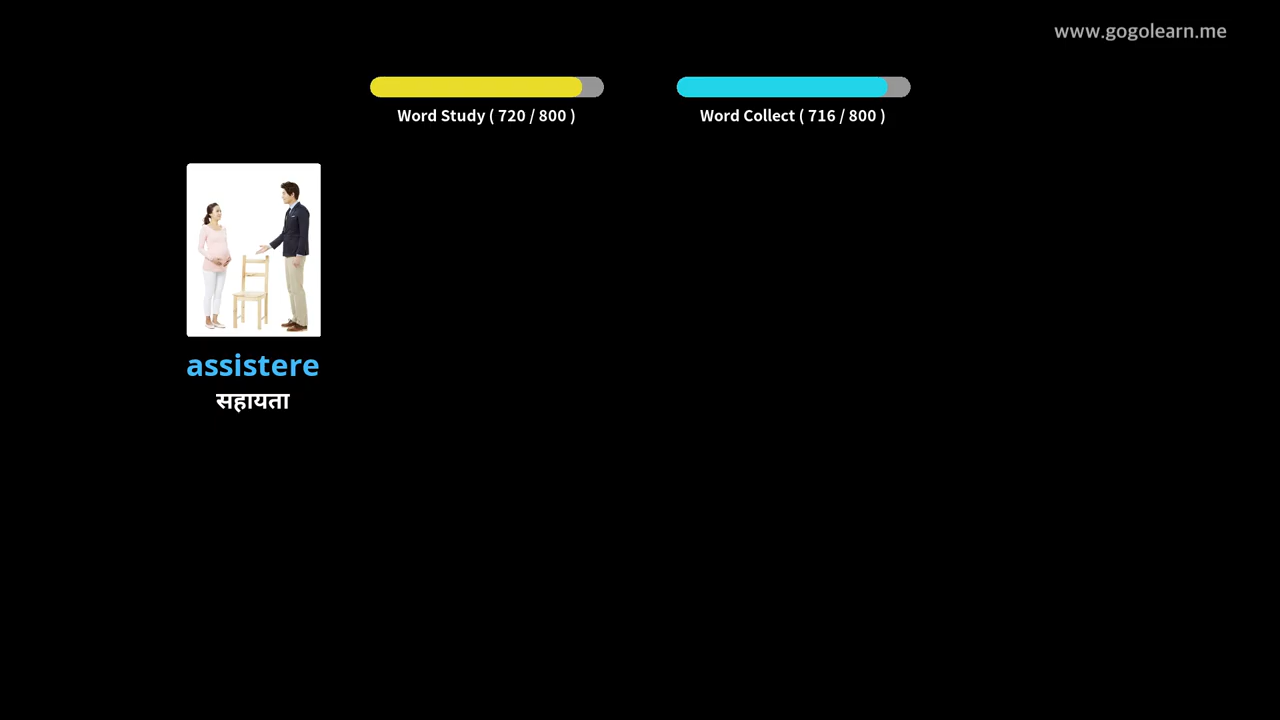 www.gogolearn.me
Word Study ( 720 / 800 )
Word Collect ( 716 / 800 )
assistere
सहायता